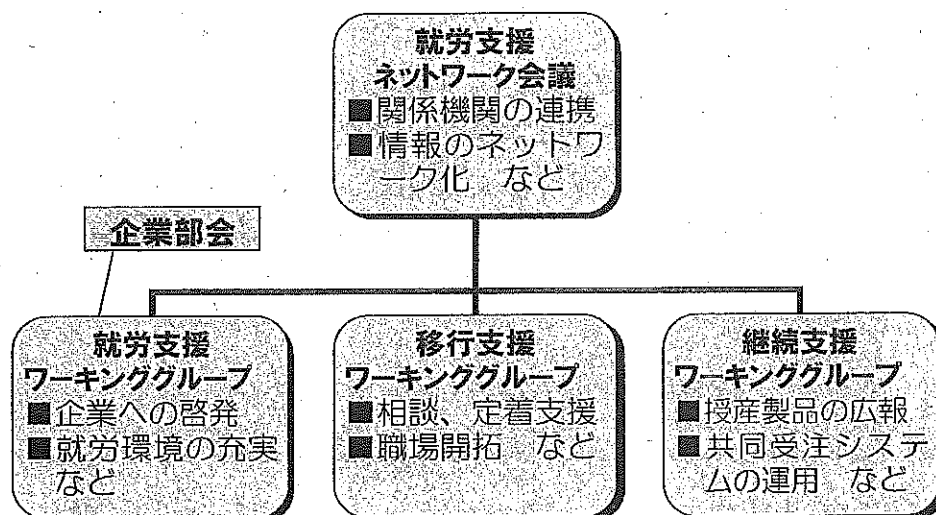 就労支援
ネットワーク会議
■関係機関の連携
■情報のネットワ
ーク化　など
企業部会
就労支援
ワーキンググループ
■企業への啓発
■就労環境の充実
など
移行支援
ワーキンググループ
■相談、定着支援
■職場開拓　など
継続支援
ワーキンググループ
■授産製品の広報
■共同受注システ
ムの運用　など